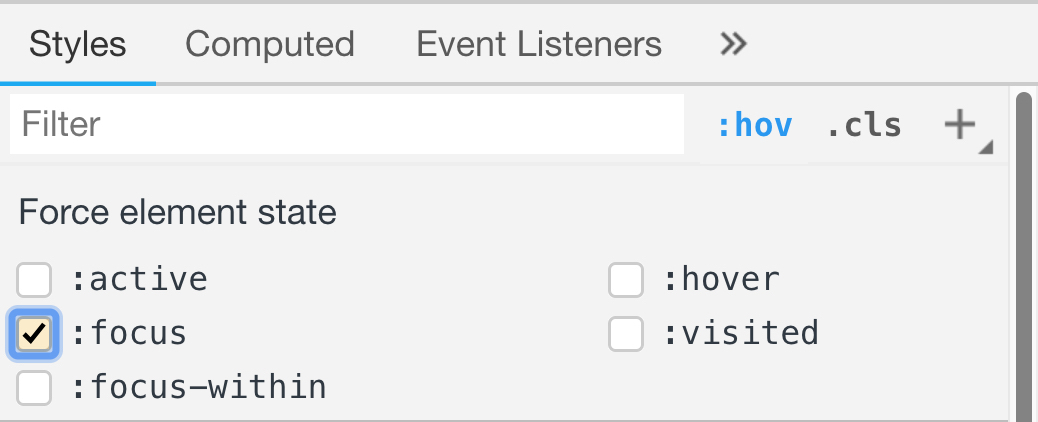 Styles Computed Event Listeners »
Filter :hov .cls +
Force element state
:active :hover
:focus :visited
:focus-within